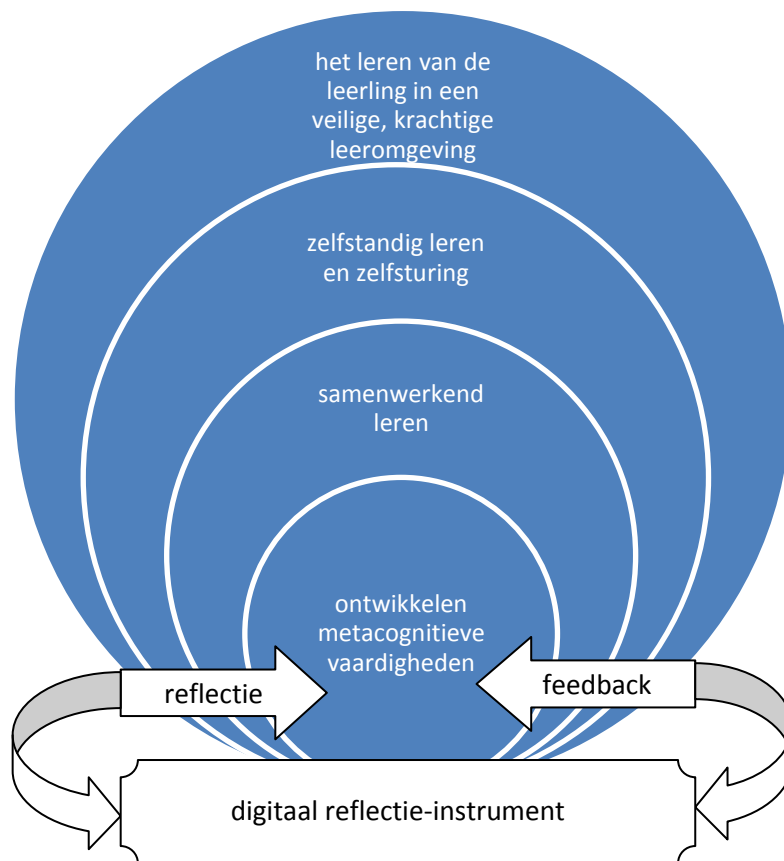 het leren van de
leerling in een
veilige, krachtige
leeromgeving
zelfstandig leren
en zelfsturing
samenwerkend
leren
ontwikkelen
metacognitieve
vaardigheden
reflectie
feedback
digitaal reflectie-instrument